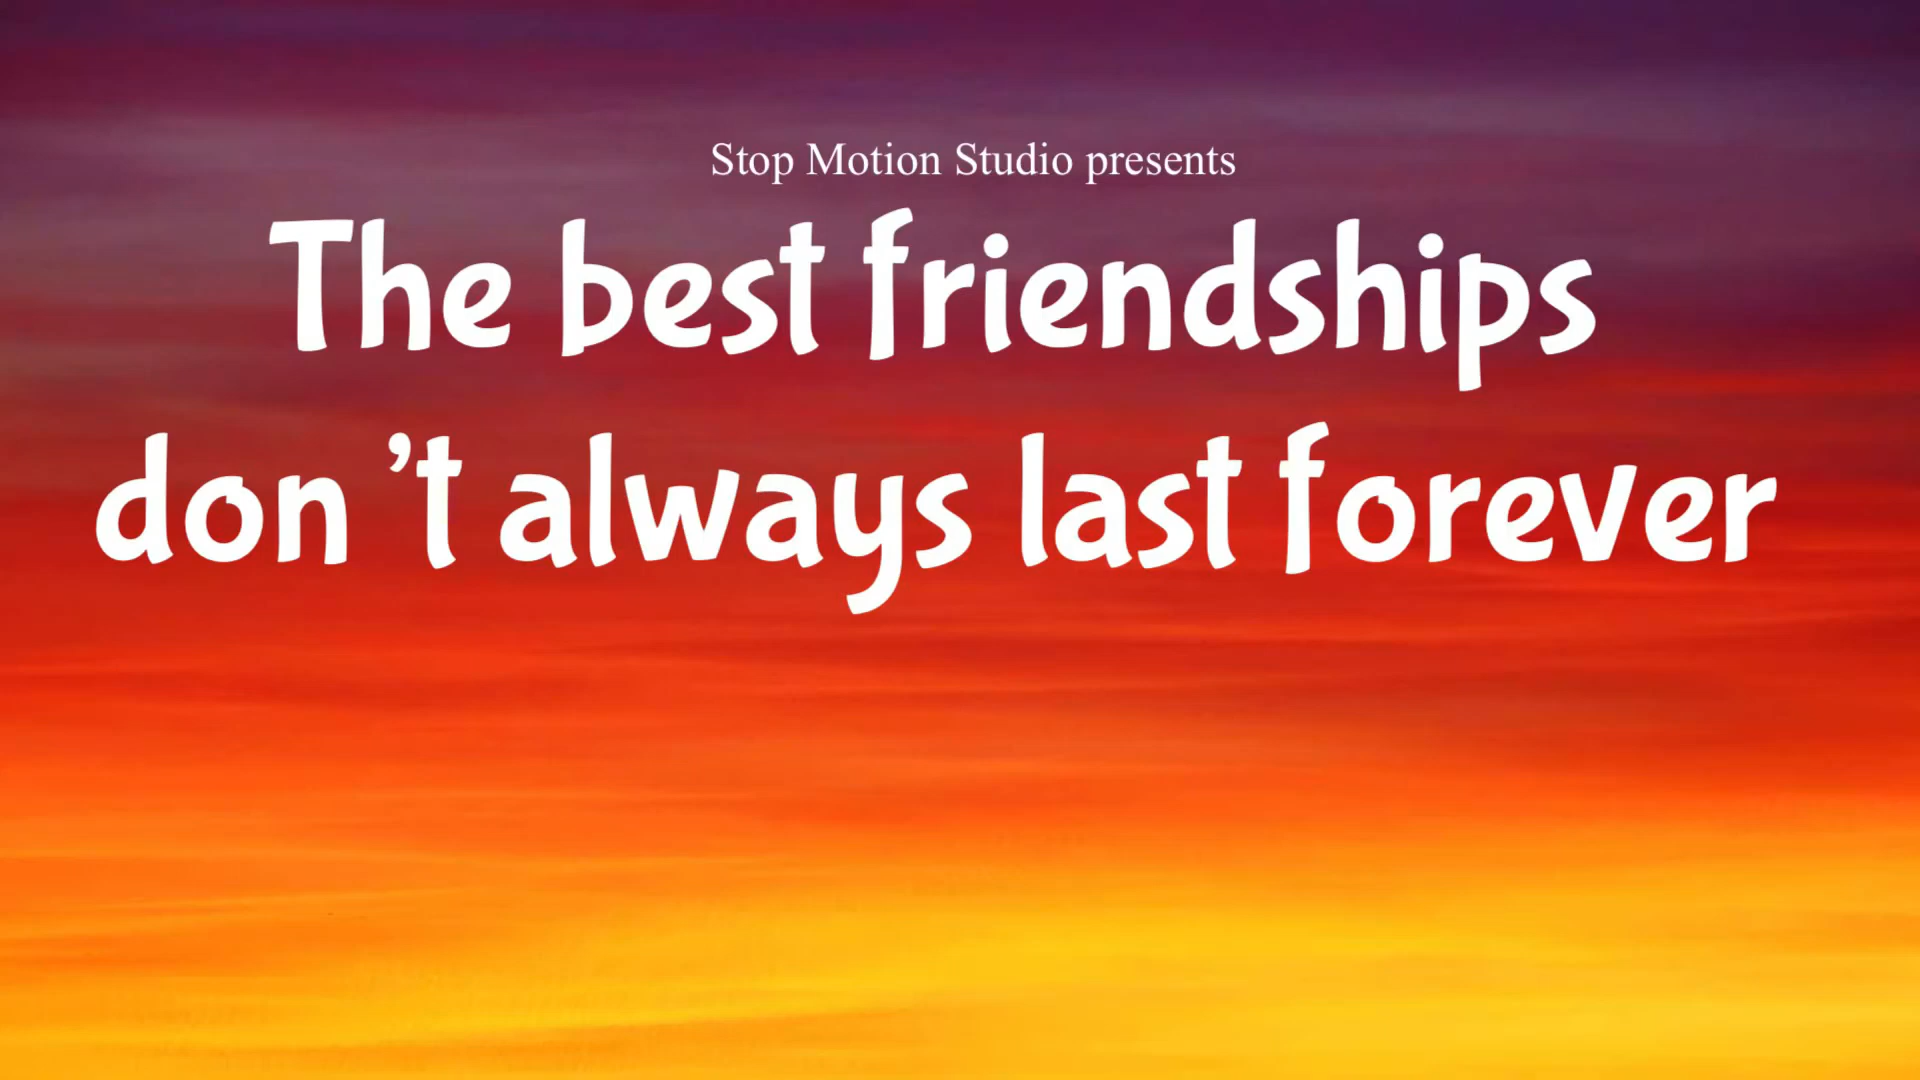 Stop Motion Studio presents
The best friendships
don ’t always last forever